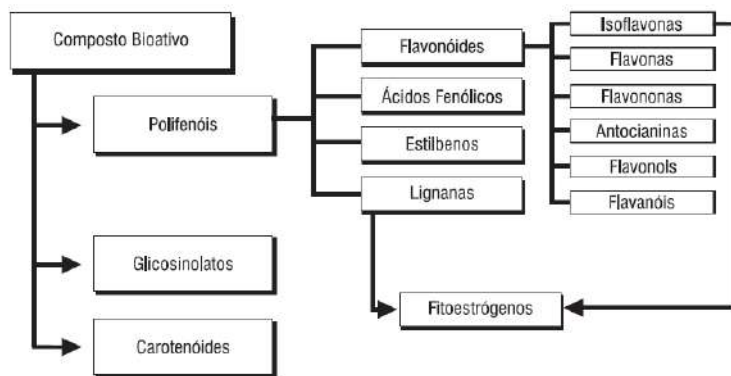 Composto Bioativo
Polifenóis
Glicosinolatos
Carotenóides
Flavonóides
Ácidos Fenólicos
Estilbenos
Lignanas
Fitoestrógenos
Isoflavonas
Flavonas
Flavononas
Antocianinas
Flavonols
Flavanóis